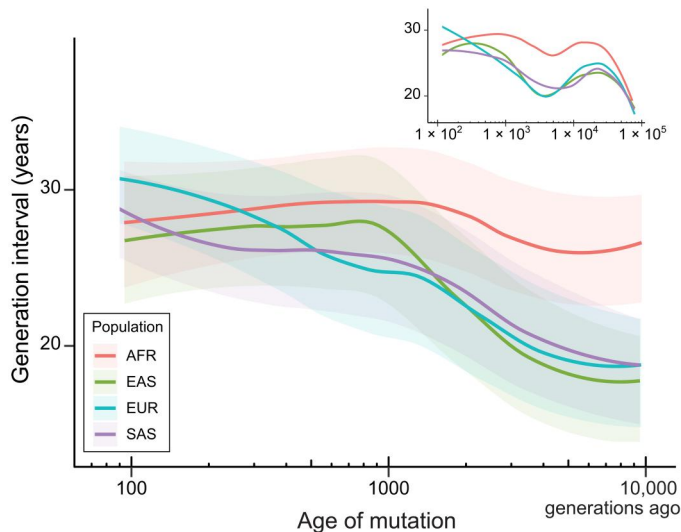 30
20
1 × 10²
1 × 10³
1 × 10⁴
1 × 10⁵
Generation interval (years)
30
20
Population
AFR
EAS
EUR
SAS
100
1000
10,000
generations ago
Age of mutation